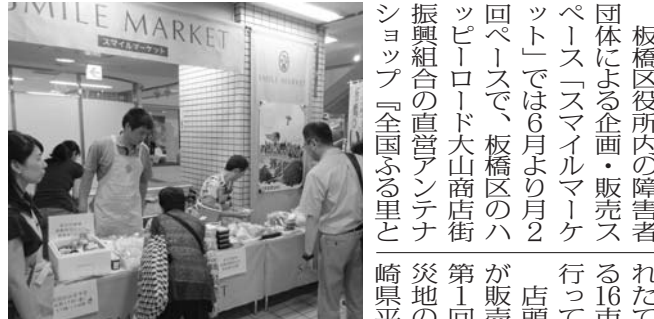 SMILE MARKET
スマイルマーケット
SMILE MARKET
板橋区役所内の障害者
団体による企画・販売ス
ペース「スマイルマーケ
ット」では6月より月2
回ペースで、板橋区のハ
ッピーロード大山商店街
振興組合の直営アンテナ
ショップ『全国ふる里と
れたて
る16市
行って
店頭
が販売
第1回
災地の
崎県平